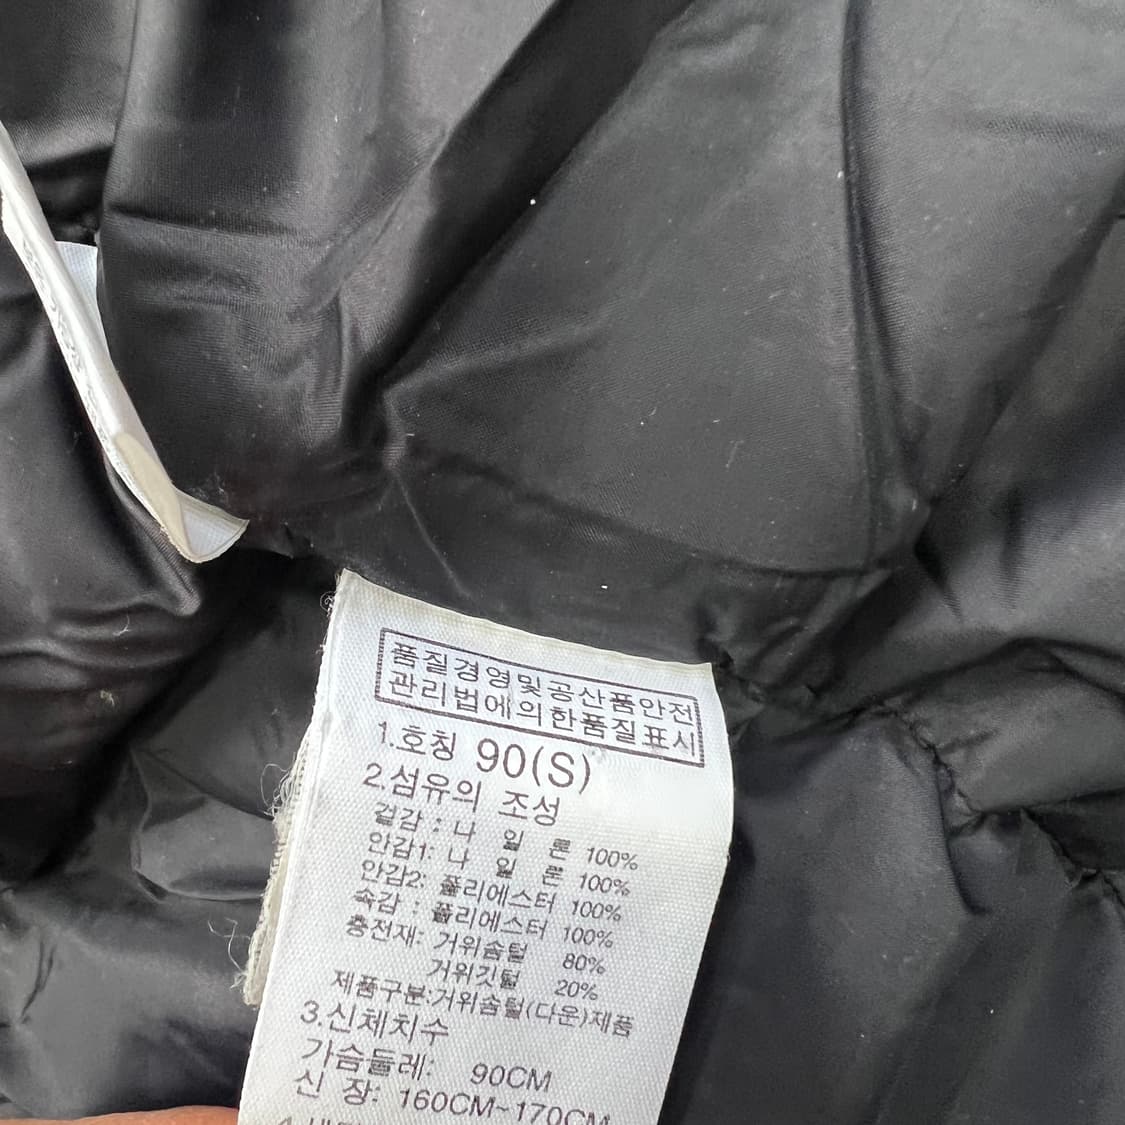 품질경영및공산품안전
관리법에의한품질표시
1.호칭 90(S)
2.섬유의 조성
겉감 : 나 일 론 100%
안감1: 나 일 론 100%
안감2: 폴리에스터 100%
속감 : 폴리에스터 100%
충전재: 거위솜털 80%
거위깃털 20%
제품구분:거위솜털(다운)제품
3.신체치수
가슴둘레: 90CM
신 장: 160CM~170CM